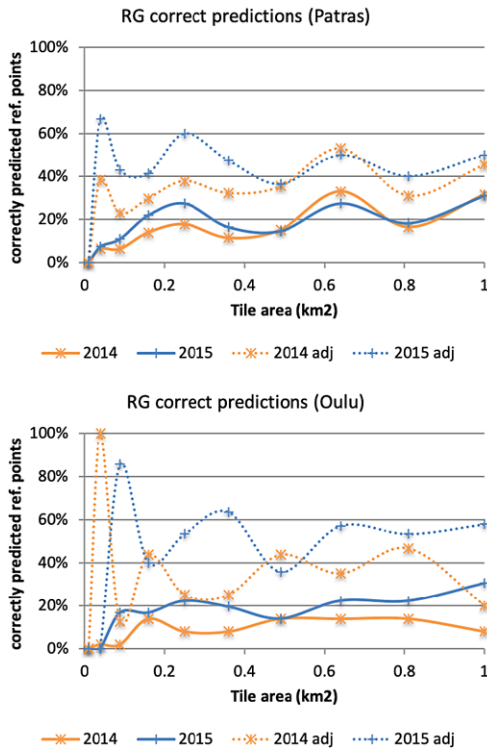 RG correct predictions (Patras)
100%
80%
60%
40%
20%
0%
correctly predicted ref. points
0 0.2 0.4 0.6 0.8 1
Tile area (km2)
2014 2015 2014 adj 2015 adj
RG correct predictions (Oulu)
100%
80%
60%
40%
20%
0%
correctly predicted ref. points
0 0.2 0.4 0.6 0.8 1
Tile area (km2)
2014 2015 2014 adj 2015 adj